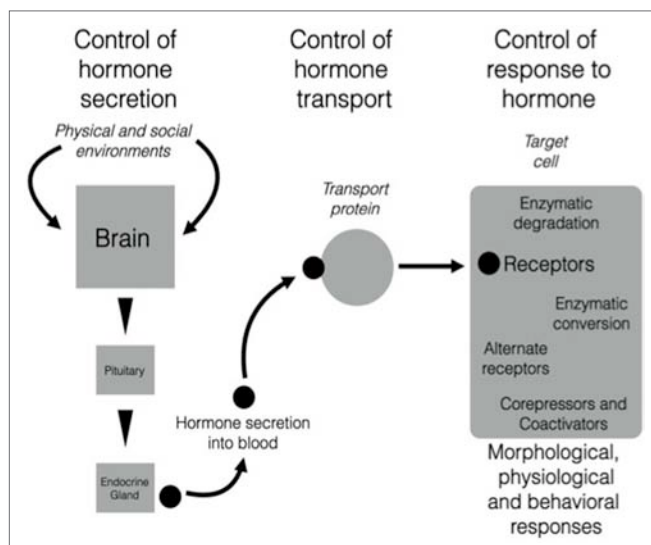 Control of
hormone
secretion
Physical and social
environments
Brain
Pituitary
Endocrine
Gland
Hormone secretion
into blood
Control of
hormone
transport
Transport
protein
Control of
response to
hormone
Target
cell
Enzymatic
degradation
Receptors
Enzymatic
conversion
Alternate
receptors
Corepressors and
Coactivators
Morphological,
physiological
and behavioral
responses